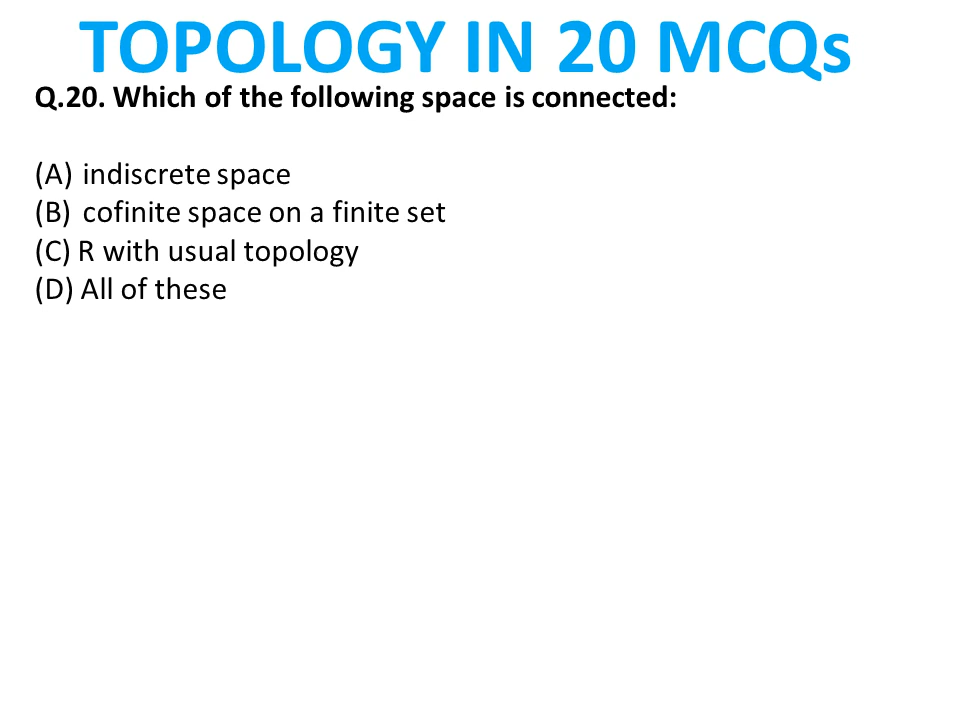 TOPOLOGY IN 20 MCQs
Q.20. Which of the following space is connected:
(A) indiscrete space
(B) cofinite space on a finite set
(C) R with usual topology
(D) All of these